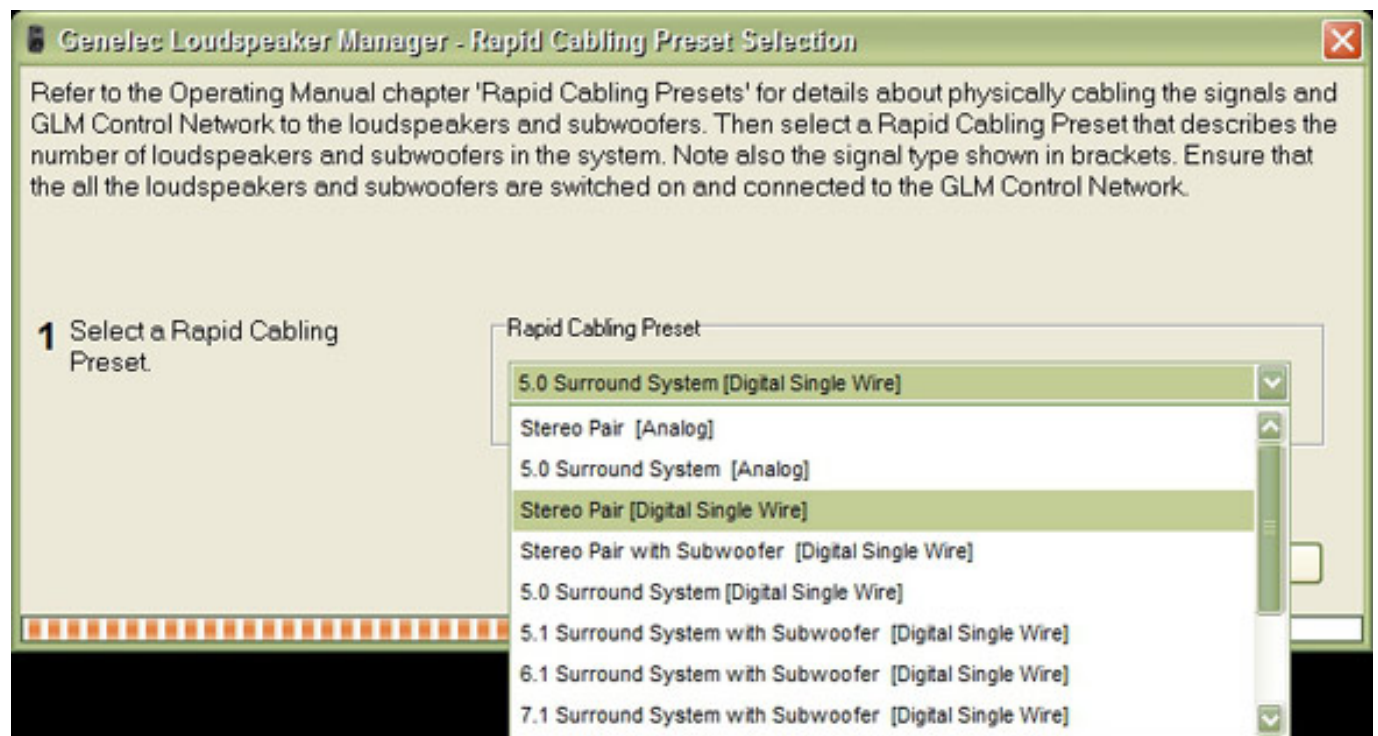 Genelec Loudspeaker Manager - Rapid Cabling Preset Selection
Refer to the Operating Manual chapter 'Rapid Cabling Presets' for details about physically cabling the signals and
GLM Control Network to the loudspeakers and subwoofers. Then select a Rapid Cabling Preset that describes the
number of loudspeakers and subwoofers in the system. Note also the signal type shown in brackets. Ensure that
the all the loudspeakers and subwoofers are switched on and connected to the GLM Control Network.
1 Select a Rapid Cabling
Preset.
Rapid Cabling Preset
5.0 Surround System [Digital Single Wire]
Stereo Pair [Analog]
5.0 Surround System [Analog]
Stereo Pair [Digital Single Wire]
Stereo Pair with Subwoofer [Digital Single Wire]
5.0 Surround System [Digital Single Wire]
5.1 Surround System with Subwoofer [Digital Single Wire]
6.1 Surround System with Subwoofer [Digital Single Wire]
7.1 Surround System with Subwoofer [Digital Single Wire]